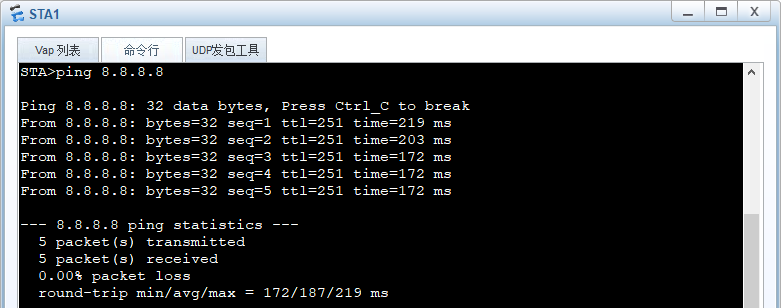 STA1
Vap 列表 命令行 UDP发包工具
STA>ping 8.8.8.8
Ping 8.8.8.8: 32 data bytes, Press Ctrl_C to break
From 8.8.8.8: bytes=32 seq=1 ttl=251 time=219 ms
From 8.8.8.8: bytes=32 seq=2 ttl=251 time=203 ms
From 8.8.8.8: bytes=32 seq=3 ttl=251 time=172 ms
From 8.8.8.8: bytes=32 seq=4 ttl=251 time=172 ms
From 8.8.8.8: bytes=32 seq=5 ttl=251 time=172 ms
--- 8.8.8.8 ping statistics ---
5 packet(s) transmitted
5 packet(s) received
0.00% packet loss
round-trip min/avg/max = 172/187/219 ms